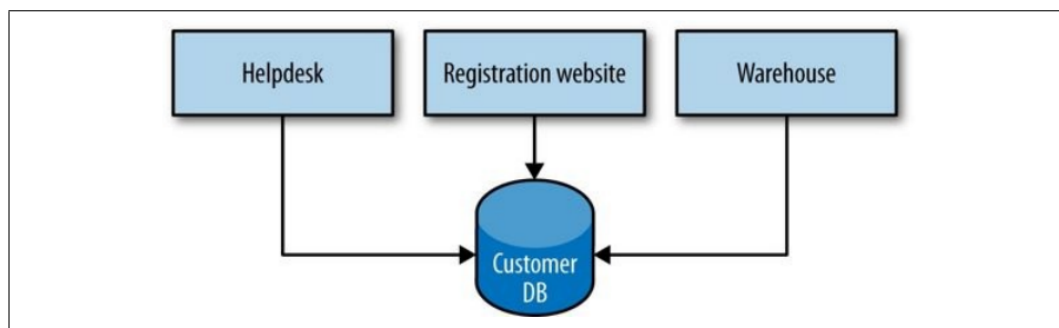 Helpdesk
Registration website
Warehouse
Customer
DB